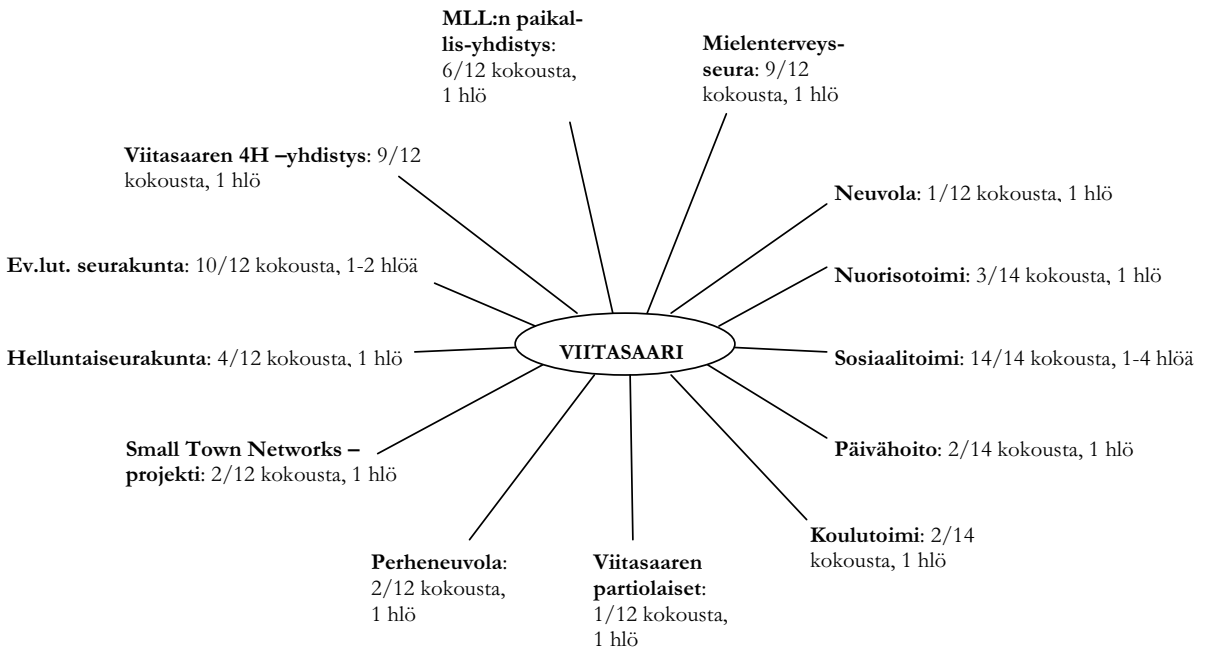 MLL:n paikal-
lis-yhdistys:
6/12 kokousta,
1 hlö
Mielenterveys-
seura: 9/12
kokousta, 1 hlö
Viitasaaren 4H –yhdistys: 9/12
kokousta, 1 hlö
Neuvola: 1/12 kokousta, 1 hlö
Ev.lut. seurakunta: 10/12 kokousta, 1-2 hlöä
Nuorisotoimi: 3/14 kokousta, 1 hlö
Helluntaiseurakunta: 4/12 kokousta, 1 hlö
VIITASAARI
Sosiaalitoimi: 14/14 kokousta, 1-4 hlöä
Small Town Networks –
projekti: 2/12 kokousta, 1 hlö
Päivähoito: 2/14 kokousta, 1 hlö
Koulutoimi: 2/14
kokousta, 1 hlö
Perheneuvola:
2/12 kokousta,
1 hlö
Viitasaaren
partiolaiset:
1/12 kokousta,
1 hlö